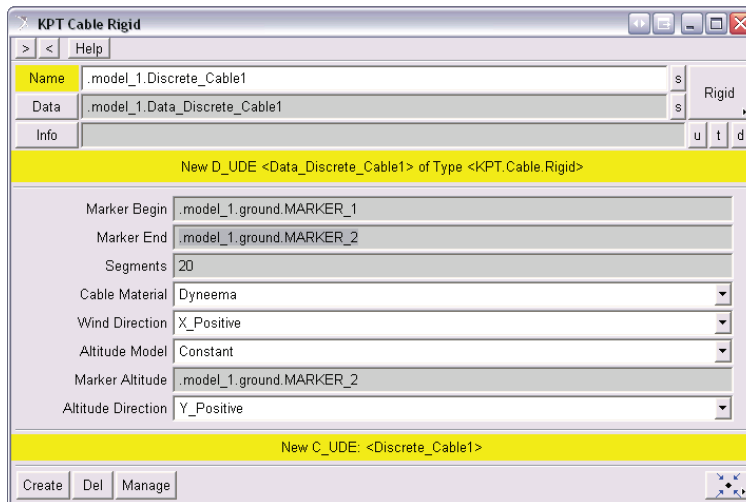 KPT Cable Rigid
> < Help
Name .model_1.Discrete_Cable1 s
Rigid
Data .model_1.Data_Discrete_Cable1 s
Info u t d
New D_UDE <Data_Discrete_Cable1> of Type <KPT.Cable.Rigid>
Marker Begin .model_1.ground.MARKER_1
Marker End .model_1.ground.MARKER_2
Segments 20
Cable Material Dyneema
Wind Direction X_Positive
Altitude Model Constant
Marker Altitude .model_1.ground.MARKER_2
Altitude Direction Y_Positive
New C_UDE: <Discrete_Cable1>
Create Del Manage